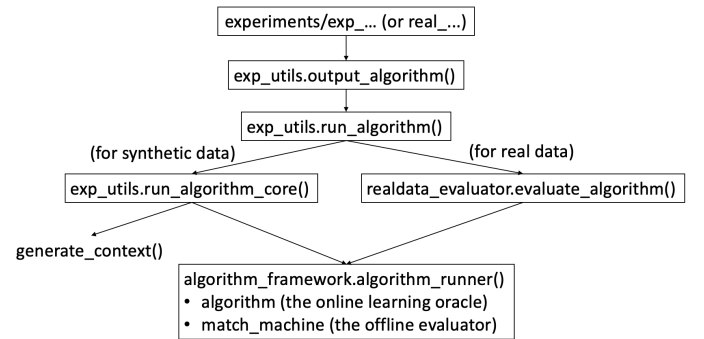 experiments/exp_… (or real_...)
exp_utils.output_algorithm()
exp_utils.run_algorithm()
(for synthetic data)
(for real data)
exp_utils.run_algorithm_core()
realdata_evaluator.evaluate_algorithm()
generate_context()
algorithm_framework.algorithm_runner()
• algorithm (the online learning oracle)
• match_machine (the offline evaluator)